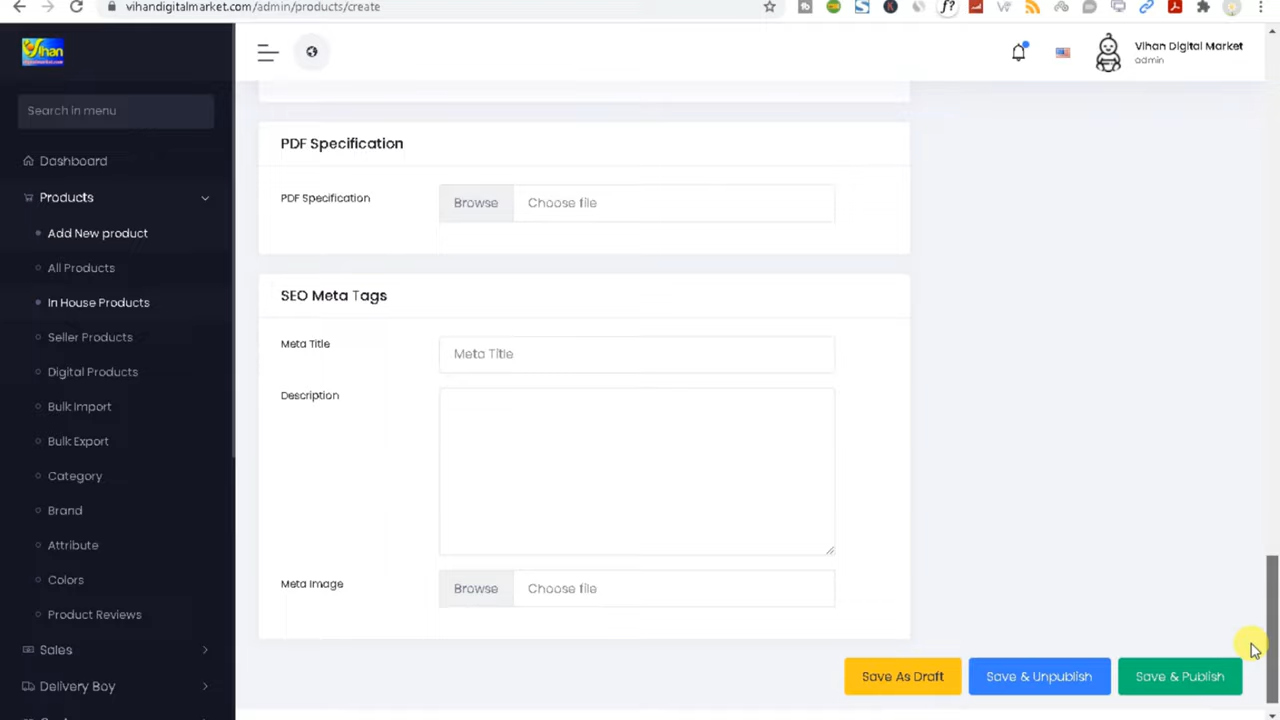 vihandigitalmarket.com/admin/products/create
Vihan
Search in menu
Dashboard
Products
Add New product
All Products
In House Products
Seller Products
Digital Products
Bulk Import
Bulk Export
Category
Brand
Attribute
Colors
Product Reviews
Sales
Delivery Boy
Vihan Digital Market
admin
PDF Specification
PDF Specification
Browse
Choose file
SEO Meta Tags
Meta Title
Meta Title
Description
Meta Image
Browse
Choose file
Save As Draft
Save & Unpublish
Save & Publish